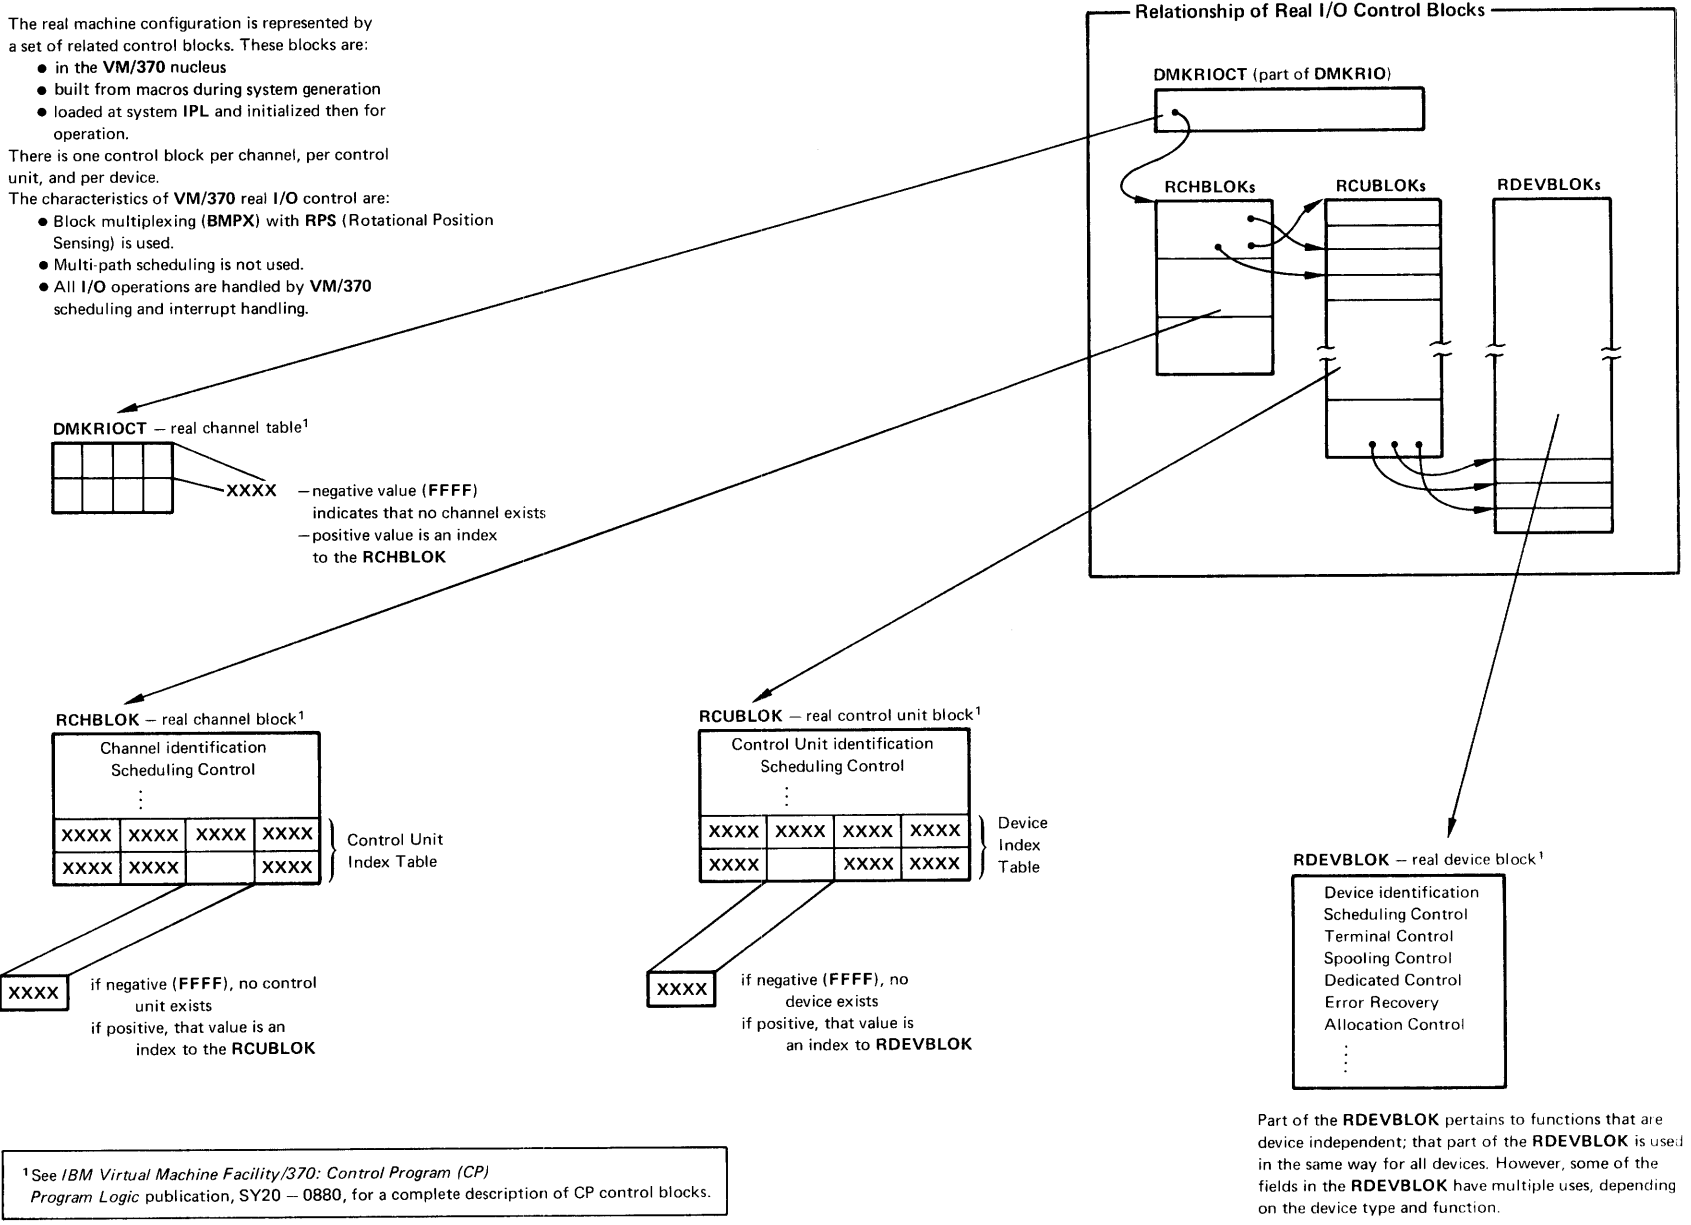 The real machine configuration is represented by
a set of related control blocks. These blocks are:
● in the VM/370 nucleus
● built from macros during system generation
● loaded at system IPL and initialized then for
operation.
There is one control block per channel, per control
unit, and per device.
The characteristics of VM/370 real I/O control are:
● Block multiplexing (BMPX) with RPS (Rotational Position
Sensing) is used.
● Multi-path scheduling is not used.
● All I/O operations are handled by VM/370
scheduling and interrupt handling.
Relationship of Real I/O Control Blocks
DMKRIOCT (part of DMKRIO)
RCHBLOKs
RCUBLOKs
RDEVBLOKs
DMKRIOCT – real channel table¹
XXXX
– negative value (FFFF)
indicates that no channel exists
– positive value is an index
to the RCHBLOK
RCHBLOK – real channel block¹
Channel identification
Scheduling Control
⋮
XXXX XXXX XXXX XXXX
XXXX XXXX XXXX
Control Unit
Index Table
XXXX
if negative (FFFF), no control
unit exists
if positive, that value is an
index to the RCUBLOK
RCUBLOK – real control unit block¹
Control Unit identification
Scheduling Control
⋮
XXXX XXXX XXXX XXXX
XXXX XXXX XXXX
Device
Index
Table
XXXX
if negative (FFFF), no
device exists
if positive, that value is
an index to RDEVBLOK
RDEVBLOK – real device block¹
Device identification
Scheduling Control
Terminal Control
Spooling Control
Dedicated Control
Error Recovery
Allocation Control
⋮
Part of the RDEVBLOK pertains to functions that are
device independent; that part of the RDEVBLOK is used
in the same way for all devices. However, some of the
fields in the RDEVBLOK have multiple uses, depending
on the device type and function.
¹ See IBM Virtual Machine Facility/370: Control Program (CP)
Program Logic publication, SY20 – 0880, for a complete description of CP control blocks.